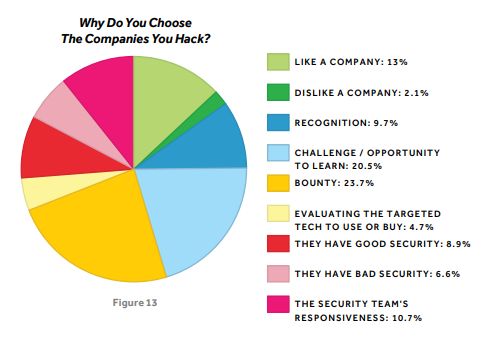 Why Do You Choose
The Companies You Hack?
LIKE A COMPANY: 13%
DISLIKE A COMPANY: 2.1%
RECOGNITION: 9.7%
CHALLENGE / OPPORTUNITY
TO LEARN: 20.5%
BOUNTY: 23.7%
EVALUATING THE TARGETED
TECH TO USE OR BUY: 4.7%
THEY HAVE GOOD SECURITY: 8.9%
THEY HAVE BAD SECURITY: 6.6%
THE SECURITY TEAM'S
RESPONSIVENESS: 10.7%
Figure 13